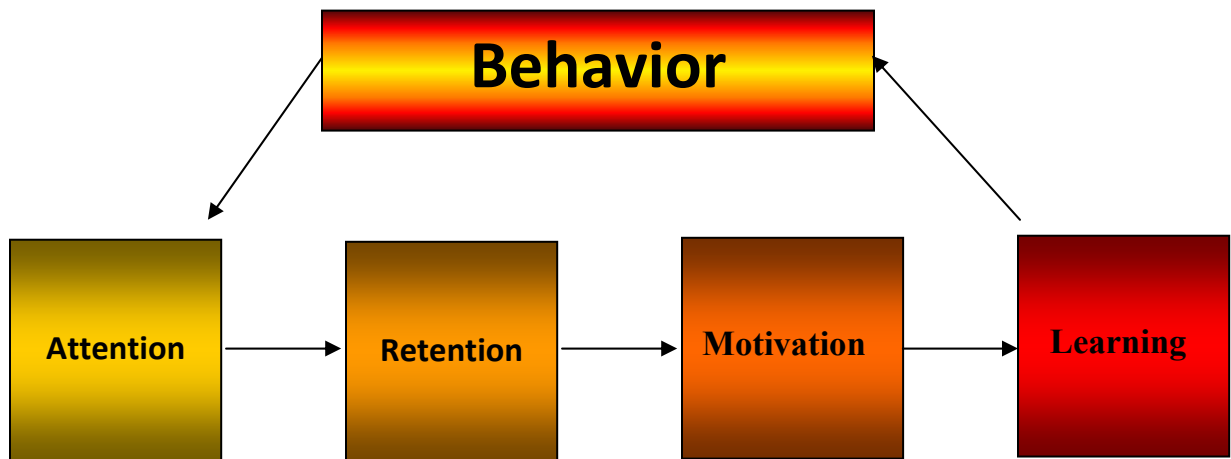 Behavior
Attention
Retention
Motivation
Learning